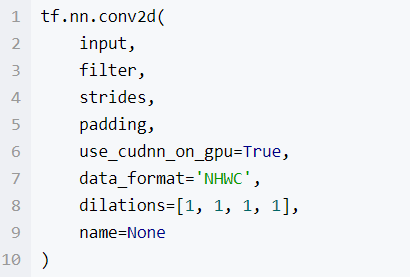 1 tf.nn.conv2d(
2     input,
3     filter,
4     strides,
5     padding,
6     use_cudnn_on_gpu=True,
7     data_format='NHWC',
8     dilations=[1, 1, 1, 1],
9     name=None
10 )